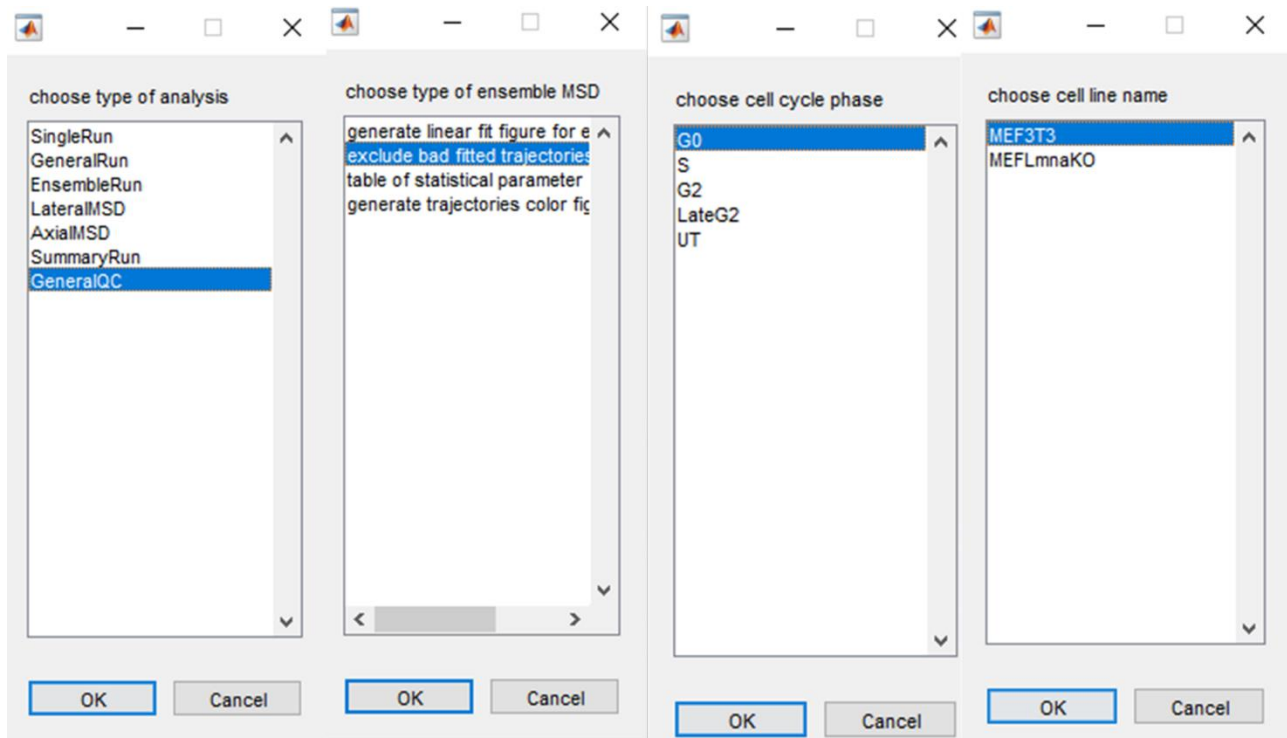 choose type of analysis
SingleRun
GeneralRun
EnsembleRun
LateralMSD
AxialMSD
SummaryRun
GeneralQC
OK
Cancel
choose type of ensemble MSD
generate linear fit figure for e
exclude bad fitted trajectories
table of statistical parameter
generate trajectories color fig
OK
Cancel
choose cell cycle phase
G0
S
G2
LateG2
UT
OK
Cancel
choose cell line name
MEF3T3
MEFLmnaKO
OK
Cancel